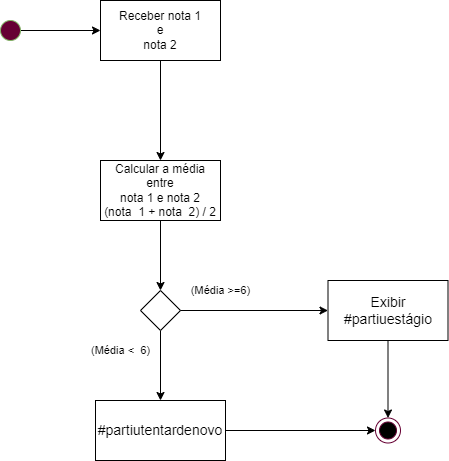 Receber nota 1
e
nota 2
Calcular a média
entre
nota 1 e nota 2
(nota 1 + nota 2) / 2
(Média >=6)
Exibir
#partiuestágio
(Média < 6)
#partiutentardenovo